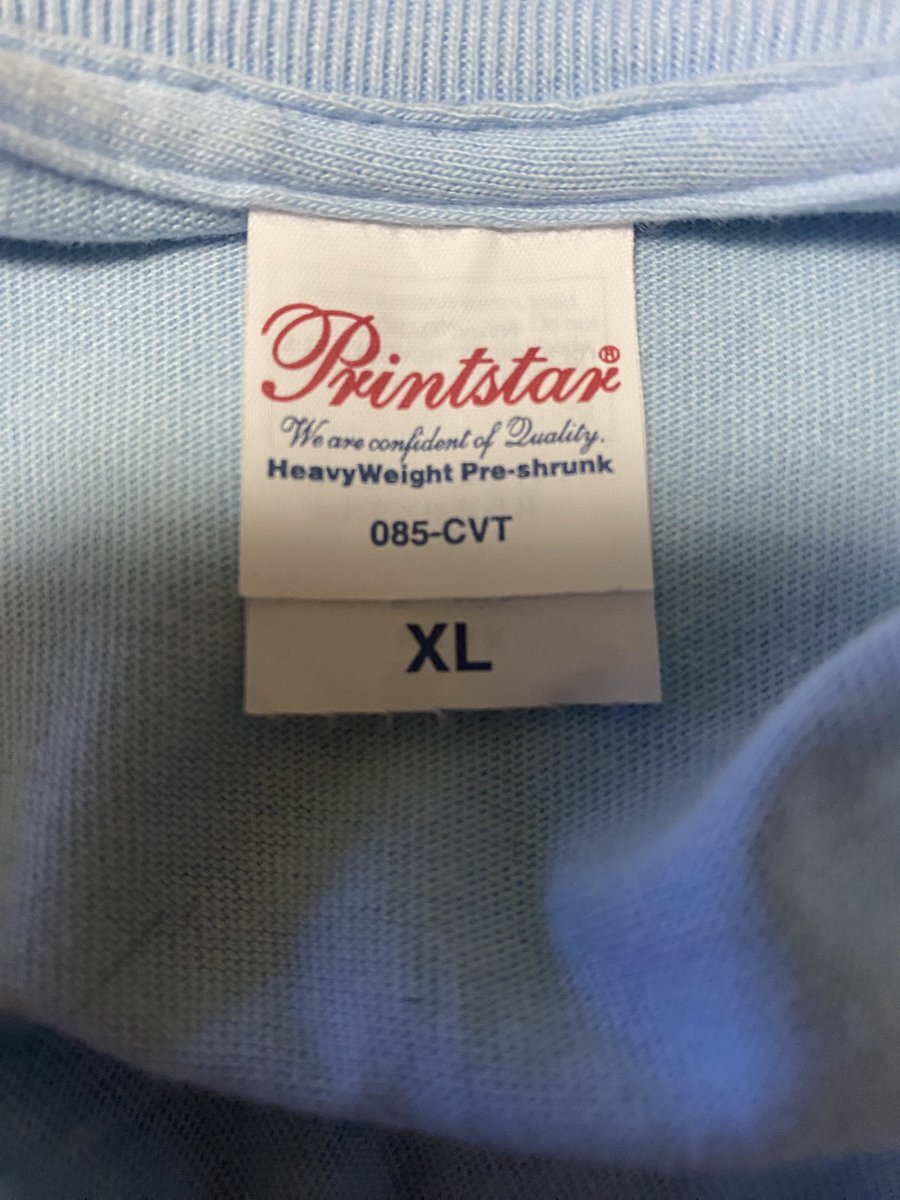 Printstar®
We are confident of Quality.
HeavyWeight Pre-shrunk
085-CVT
XL